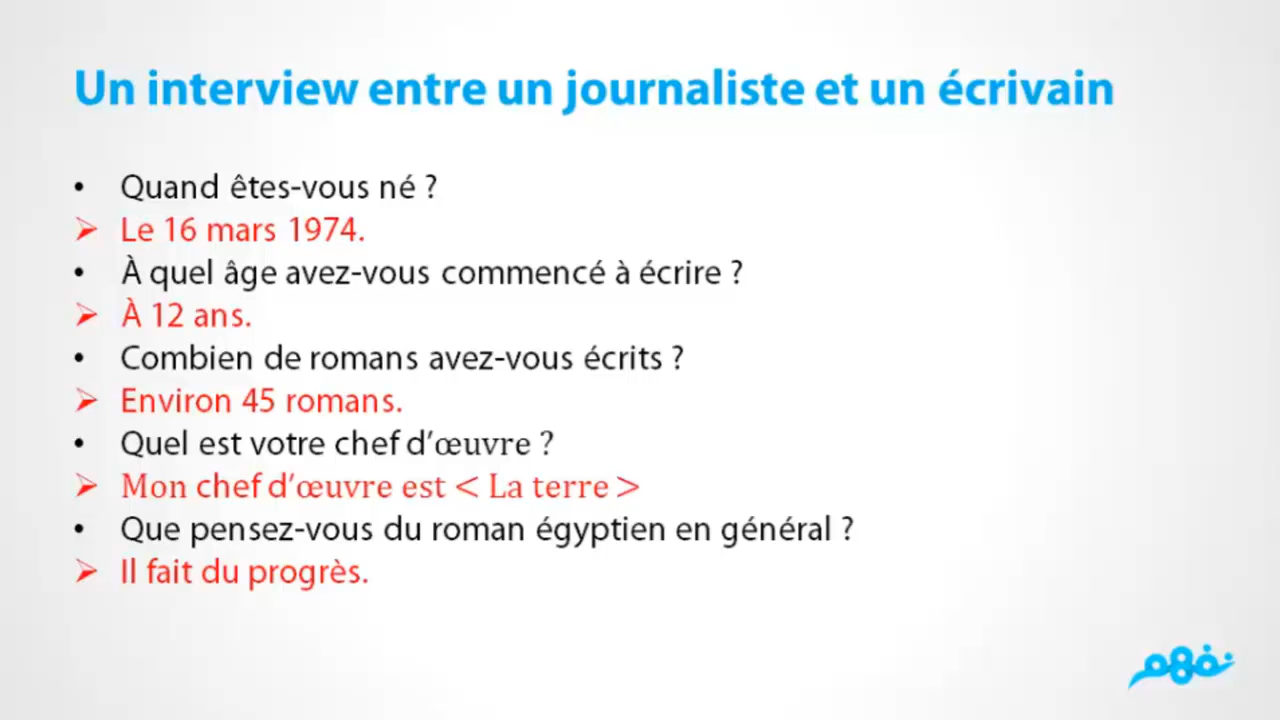 Un interview entre un journaliste et un écrivain
• Quand êtes-vous né ?
➢ Le 16 mars 1974.
• À quel âge avez-vous commencé à écrire ?
➢ À 12 ans.
• Combien de romans avez-vous écrits ?
➢ Environ 45 romans.
• Quel est votre chef d’œuvre ?
➢ Mon chef d’œuvre est < La terre >
• Que pensez-vous du roman égyptien en général ?
➢ Il fait du progrès.
نفهم